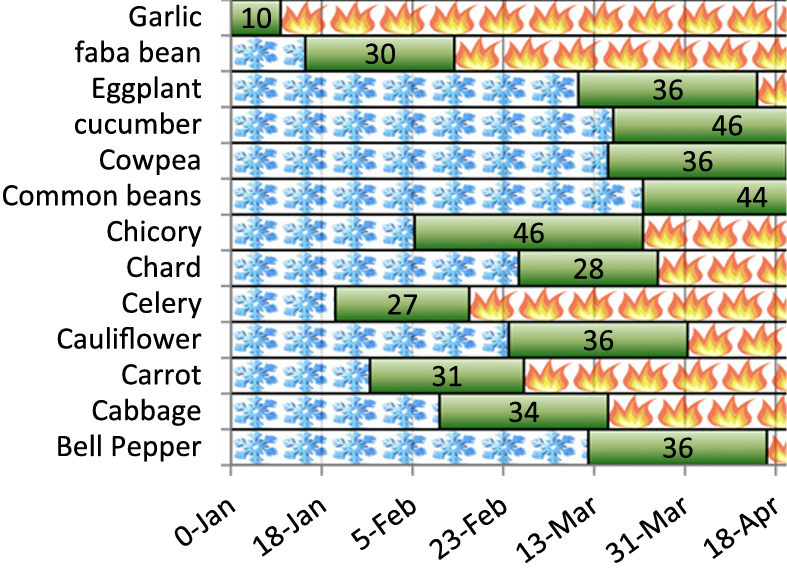 Garlic 10
faba bean 30
Eggplant 36
cucumber 46
Cowpea 36
Common beans 44
Chicory 46
Chard 28
Celery 27
Cauliflower 36
Carrot 31
Cabbage 34
Bell Pepper 36
0-Jan 18-Jan 5-Feb 23-Feb 13-Mar 31-Mar 18-Apr